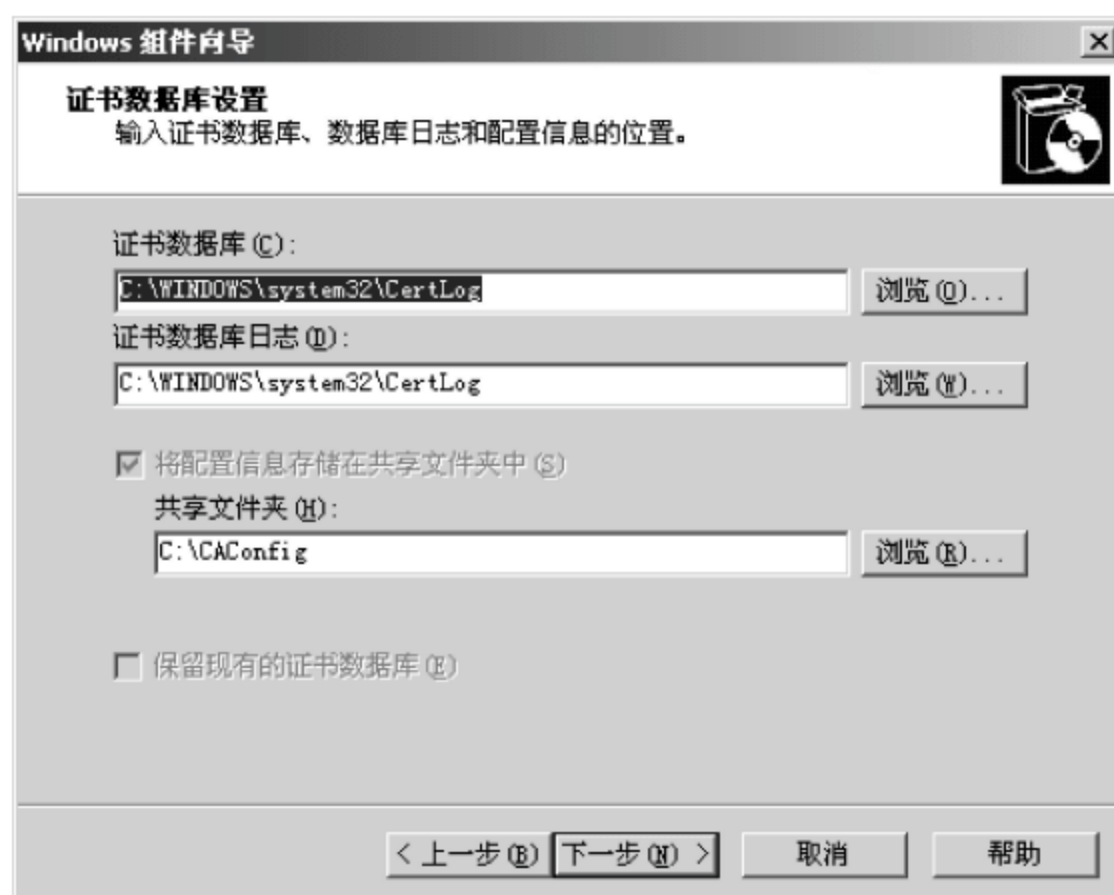 Windows 组件向导
证书数据库设置
输入证书数据库、数据库日志和配置信息的位置。
证书数据库(C):
C:\WINDOWS\system32\CertLog
浏览(O)...
证书数据库日志(D):
C:\WINDOWS\system32\CertLog
浏览(W)...
将配置信息存储在共享文件夹中(S)
共享文件夹(H):
C:\CAConfig
浏览(R)...
保留现有的证书数据库(E)
< 上一步(B) 下一步(N) > 取消 帮助